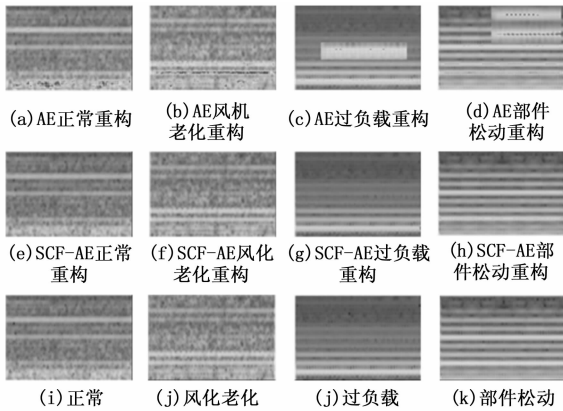 (a)AE正常重构
(b)AE风机
老化重构
(c)AE过负载重构
(d)AE部件
松动重构
(e)SCF-AE正常
重构
(f)SCF-AE风化
老化重构
(g)SCF-AE过负载
重构
(h)SCF-AE部
件松动重构
(i)正常
(j)风化老化
(j)过负载
(k)部件松动